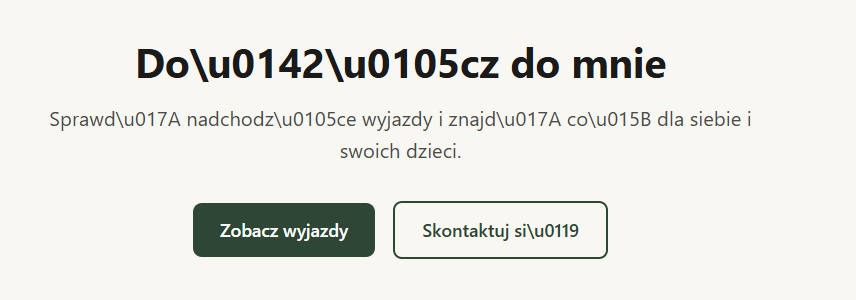 Do\u0142\u0105cz do mnie
Sprawd\u017A nadchodz\u0105ce wyjazdy i znajd\u017A co\u015B dla siebie i
swoich dzieci.
Zobacz wyjazdy
Skontaktuj si\u0119